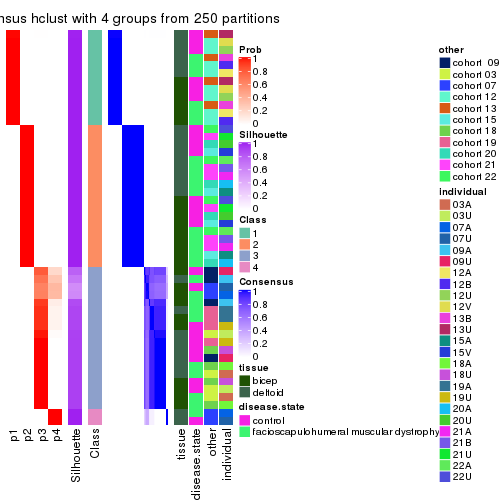 nsus hclust with 4 groups from 250 partitions
Prob
1
0.8
0.6
0.4
0.2
0
Silhouette
1
0.8
0.6
0.4
0.2
0
Class
1
2
3
4
Consensus
1
0.8
0.6
0.4
0.2
0
tissue
bicep
deltoid
disease.state
control
facioscapulohumeral muscular dystrophy
other
cohort 09
cohort 03
cohort 07
cohort 12
cohort 13
cohort 15
cohort 18
cohort 19
cohort 20
cohort 21
cohort 22
individual
03A
03U
07A
07U
09A
09U
12A
12B
12U
12V
13B
13U
15A
15V
18A
18U
19A
19U
20A
20U
21A
21B
21U
22A
22U
p1
p2
p3
p4
Silhouette
Class
tissue
disease.state
other
individual